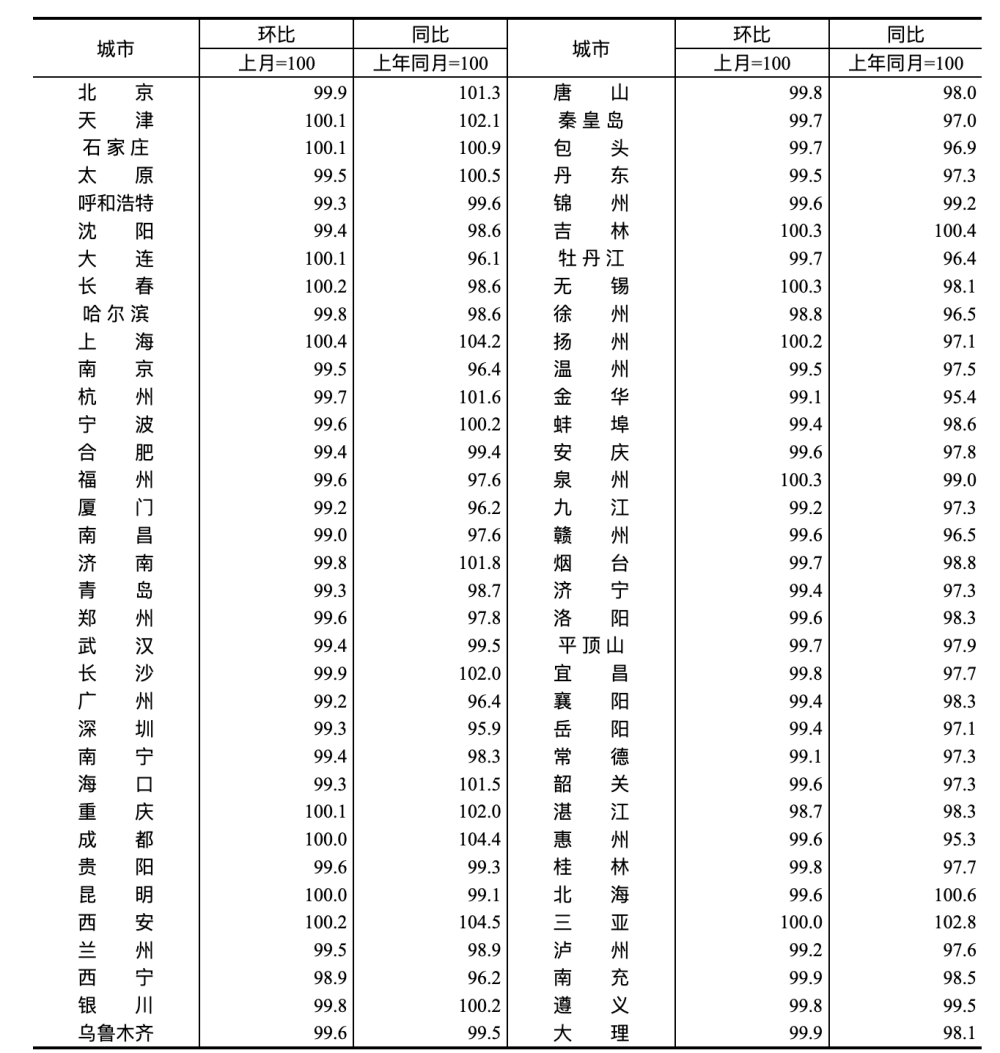 城市 环比 同比 城市 环比 同比
上月=100 上年同月=100 上月=100 上年同月=100
北京 99.9 101.3 唐山 99.8 98.0
天津 100.1 102.1 秦皇岛 99.7 97.0
石家庄 100.1 100.9 包头 99.7 96.9
太原 99.5 100.5 丹东 99.5 97.3
呼和浩特 99.3 99.6 锦州 99.6 99.2
沈阳 99.4 98.6 吉林 100.3 100.4
大连 100.1 96.1 牡丹江 99.7 96.4
长春 100.2 98.6 无锡 100.3 98.1
哈尔滨 99.8 98.6 徐州 98.8 96.5
上海 100.4 104.2 扬州 100.2 97.1
南京 99.5 96.4 温州 99.5 97.5
杭州 99.7 101.6 金华 99.1 95.4
宁波 99.6 100.2 蚌埠 99.4 98.6
合肥 99.4 99.4 安庆 99.6 97.8
福州 99.6 97.6 泉州 100.3 99.0
厦门 99.2 96.2 九江 99.2 97.3
南昌 99.0 97.6 赣州 99.6 96.5
济南 99.8 101.8 烟台 99.7 98.8
青岛 99.3 98.7 济宁 99.4 97.3
郑州 99.6 97.8 洛阳 99.6 98.3
武汉 99.4 99.5 平顶山 99.7 97.9
长沙 99.9 102.0 宜昌 99.8 97.7
广州 99.2 96.4 襄阳 99.4 98.3
深圳 99.3 95.9 岳阳 99.4 97.1
南宁 99.4 98.3 常德 99.1 97.3
海口 99.3 101.5 韶关 99.6 97.3
重庆 100.1 102.0 湛江 98.7 98.3
成都 100.0 104.4 惠州 99.6 95.3
贵阳 99.6 99.3 桂林 99.8 97.7
昆明 100.0 99.1 北海 99.6 100.6
西安 100.2 104.5 三亚 100.0 102.8
兰州 99.5 98.9 泸州 99.2 97.6
西宁 98.9 96.2 南充 99.9 98.5
银川 99.8 100.2 遵义 99.8 99.5
乌鲁木齐 99.6 99.5 大理 99.9 98.1